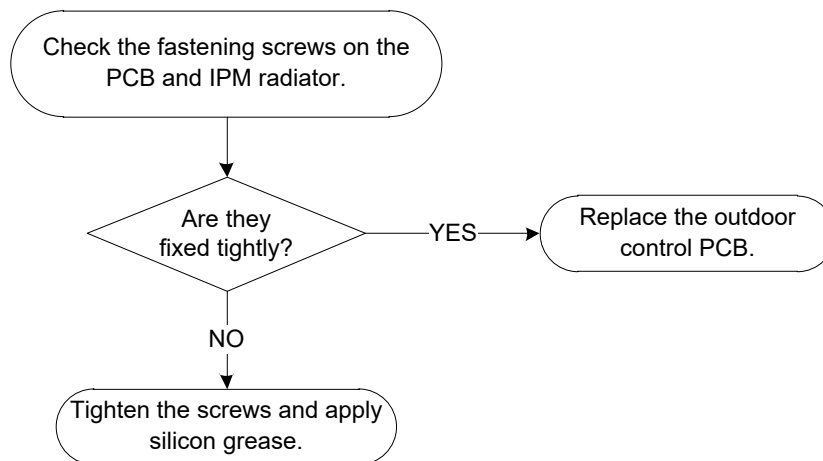 Check the fastening screws on the
PCB and IPM radiator.
Are they
fixed tightly?
YES
Replace the outdoor
control PCB.
NO
Tighten the screws and apply
silicon grease.